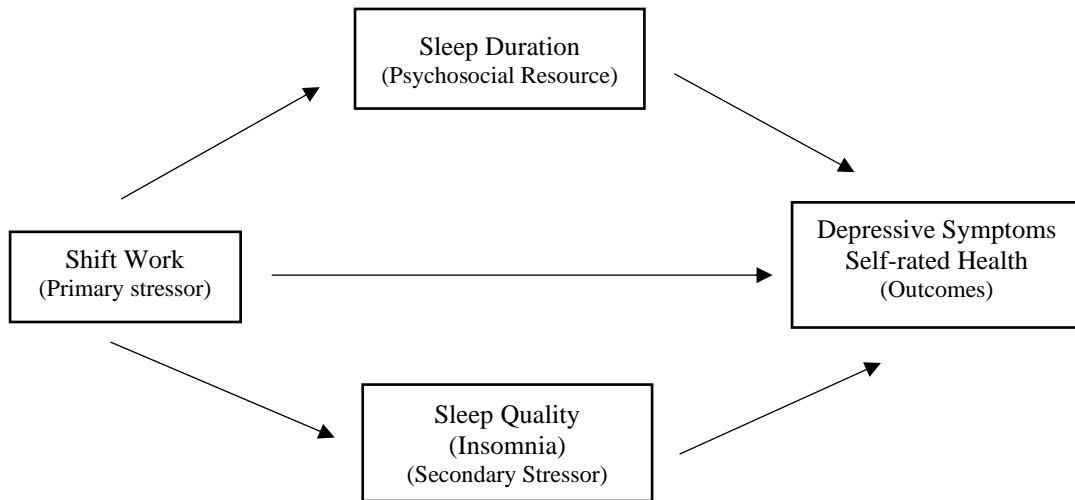 Sleep Duration
(Psychosocial Resource)
Shift Work
(Primary stressor)
Depressive Symptoms
Self-rated Health
(Outcomes)
Sleep Quality
(Insomnia)
(Secondary Stressor)